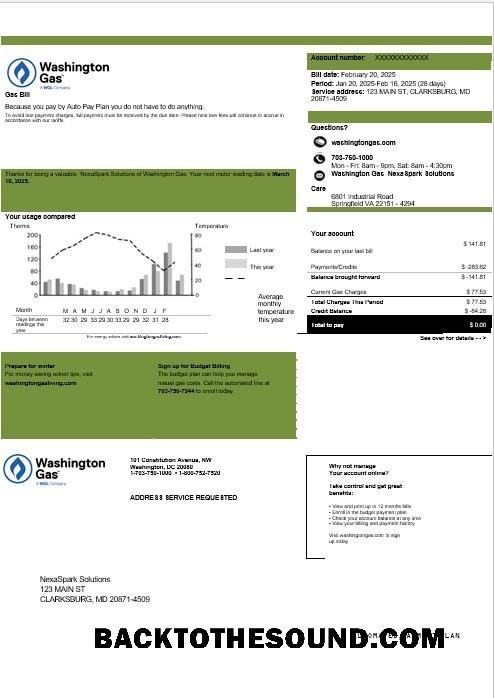 Washington
Gas
A WGL Company
Gas Bill
Because you pay by Auto Pay Plan you do not have to do anything.
To avoid late payment charges, full payment must be received by the due date. Please note late fees will continue to accrue in
accordance with our tariffs.
Account number: XXXXXXXXXXXX
Bill date: February 20, 2025
Period: Jan 20, 2025-Feb 16, 2025 (28 days)
Service address: 123 MAIN ST, CLARKSBURG, MD
20871-4509
Questions?
washingtongas.com
703-750-1000
Mon - Fri: 8am - 9pm, Sat: 8am - 4:30pm
Washington Gas NexaSpark Solutions
Care
6801 Industrial Road
Springfield VA 22151 - 4294
Thanks for being a valuable NexaSpark Solutions of Washington Gas. Your next meter reading date is March
19, 2025.
Your usage compared
Therms
Temperature
200
160
120
80
40
0
80
60
40
20
0
Last year
This year
Average
monthly
temperature
this year
Month M A M J J A S O N D J F
Days between
readings this
year
32 30 29 33 29 30 33 29 29 32 31 28
For energy advice visit washingtongasliving.com
Your account
Balance on your last bill $ 141.81
Payments/Credits $ -283.62
Balance brought forward $ -141.81
Current Gas Charges $ 77.53
Total Charges This Period $ 77.53
Credit Balance $ -64.28
Total to pay $ 0.00
See over for details - - >
Prepare for winter
For money saving winter tips, visit
washingtongasliving.com
Sign up for Budget Billing
The budget plan can help you manage
natural gas costs. Call the automated line at
703-750-7944 to enroll today.
Washington
Gas
A WGL Company
101 Constitution Avenue, NW
Washington, DC 20080
1-703-750-1000 • 1-800-752-7520
ADDRESS SERVICE REQUESTED
Why not manage
Your account online?
Take control and get great
benefits:
• View and print up to 12 months bills
• Enroll in the budget payment plan
• Check your account balance at any time
• View your billing and payment history
Visit washingtongas.com to sign
up today
NexaSpark Solutions
123 MAIN ST
CLARKSBURG, MD 20871-4509
BACKTOTHESOUND.COM
PLAN